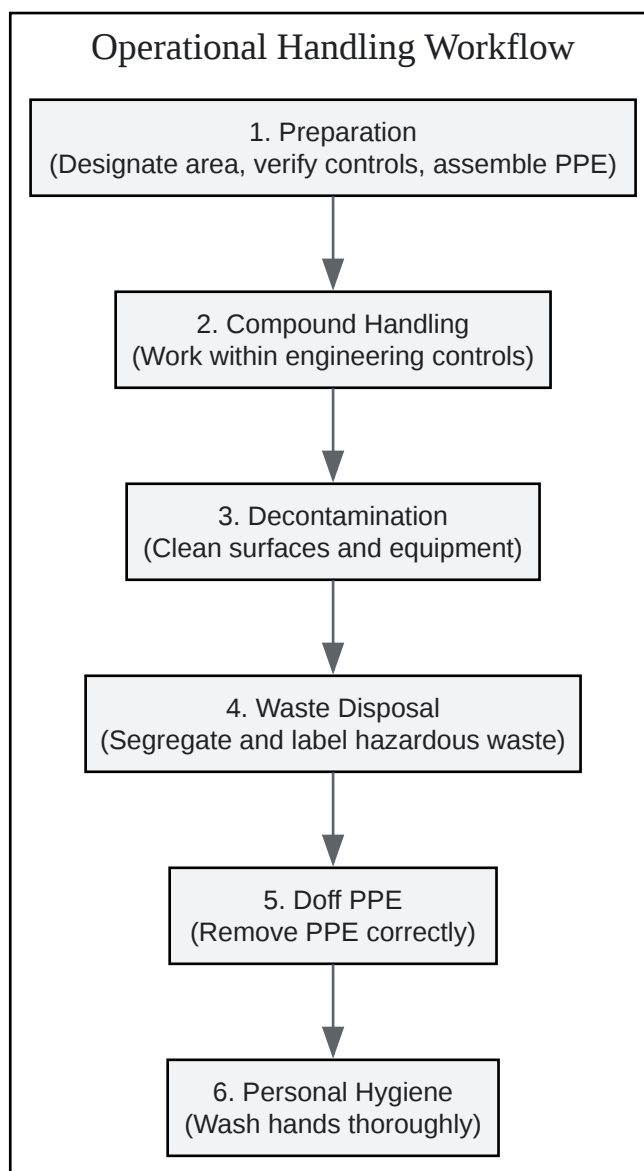 Operational Handling Workflow
1. Preparation
(Designate area, verify controls, assemble PPE)
2. Compound Handling
(Work within engineering controls)
3. Decontamination
(Clean surfaces and equipment)
4. Waste Disposal
(Segregate and label hazardous waste)
5. Doff PPE
(Remove PPE correctly)
6. Personal Hygiene
(Wash hands thoroughly)